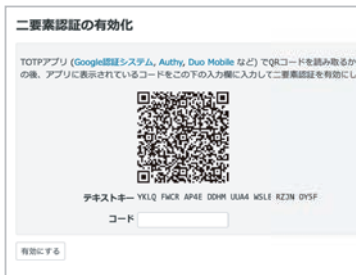 二要素認証の有効化
TOTPアプリ (Google認証システム, Authy, Duo Mobile など) でQRコードを読み取るか
の後、アプリに表示されているコードをこの下の入力欄に入力して二要素認証を有効にし
テキストキー YKLQ FWCR AP4E DDHM UUA4 WSLE RZJN OYSF
コード
有効にする